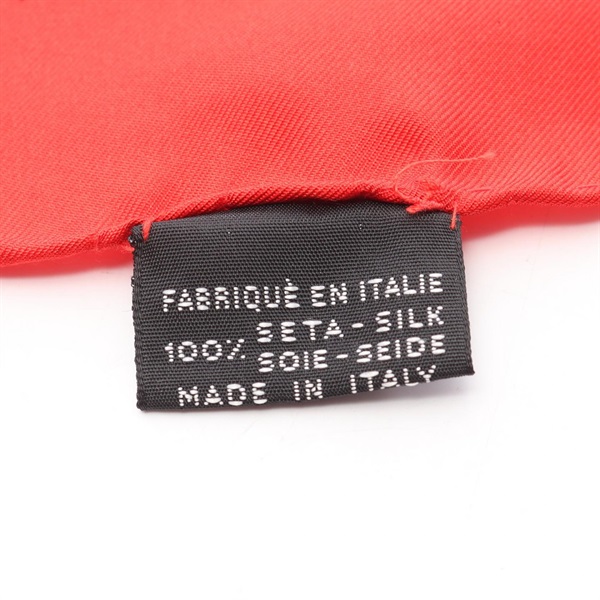 FABRIQUÈ EN ITALIE
SETA - SILK
100%
SOIE - SEIDE
MADE IN ITALY